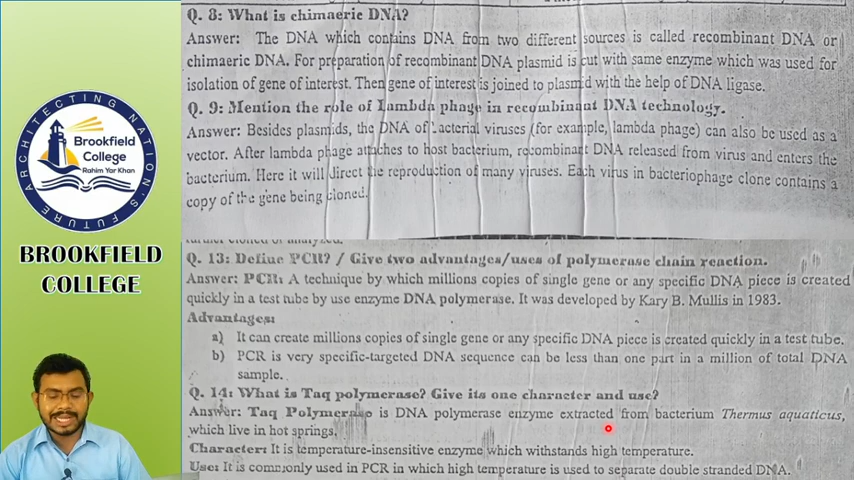 ARCHITECTING NATION'S FUTURE
Brookfield
College
Rahim Yar Khan
BROOKFIELD
COLLEGE
Q. 8: What is chimaeric DNA?
Answer: The DNA which contains DNA from two different sources is called recombinant DNA or
chimaeric DNA. For preparation of recombinant DNA plasmid is cut with same enzyme which was used for
isolation of gene of interest. Then gene of interest is joined to plasmid with the help of DNA ligase.
Q. 9: Mention the role of Lambda phage in recombinant DNA technology.
Answer: Besides plasmids, the DNA of bacterial viruses (for example, lambda phage) can also be used as a
vector. After lambda phage attaches to host bacterium, recombinant DNA released from virus and enters the
bacterium. Here it will direct the reproduction of many viruses. Each virus in bacteriophage clone contains a
copy of the gene being cloned.
further cloned or analyzed.
Q. 13: Define PCR? / Give two advantages/uses of polymerase chain reaction.
Answer: PCR: A technique by which millions copies of single gene or any specific DNA piece is created
quickly in a test tube by use enzyme DNA polymerase. It was developed by Kary B. Mullis in 1983.
Advantages:
a) It can create millions copies of single gene or any specific DNA piece is created quickly in a test tube.
b) PCR is very specific-targeted DNA sequence can be less than one part in a million of total DNA
sample.
Q. 14: What is Taq polymerase? Give its one character and use?
Answer: Taq Polymerase is DNA polymerase enzyme extracted from bacterium Thermus aquaticus,
which live in hot springs.
Character: It is temperature-insensitive enzyme which withstands high temperature.
Use: It is commonly used in PCR in which high temperature is used to separate double stranded DNA.